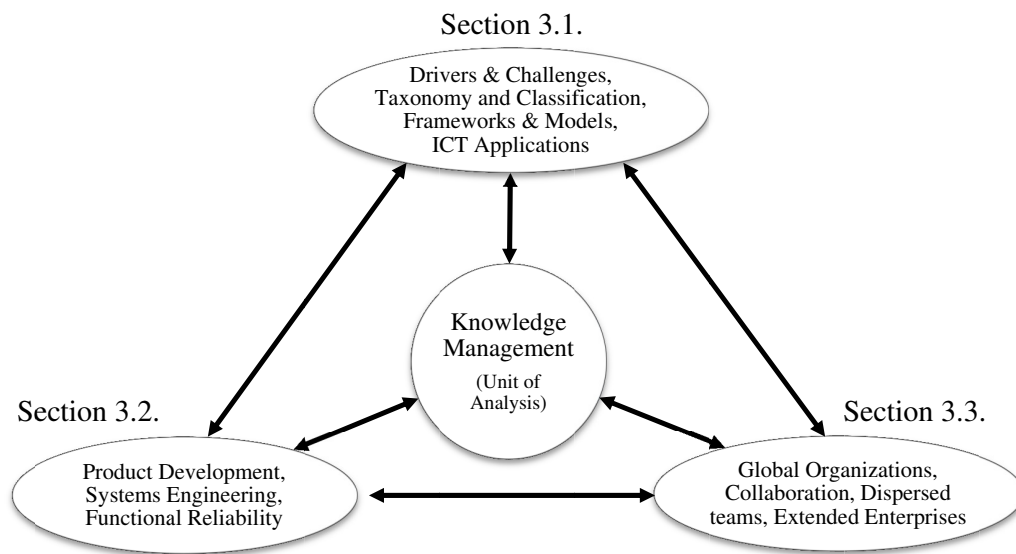 Section 3.1.
Drivers & Challenges,
Taxonomy and Classification,
Frameworks & Models,
ICT Applications
Knowledge
Management
(Unit of
Analysis)
Section 3.2.
Product Development,
Systems Engineering,
Functional Reliability
Section 3.3.
Global Organizations,
Collaboration, Dispersed
teams, Extended Enterprises